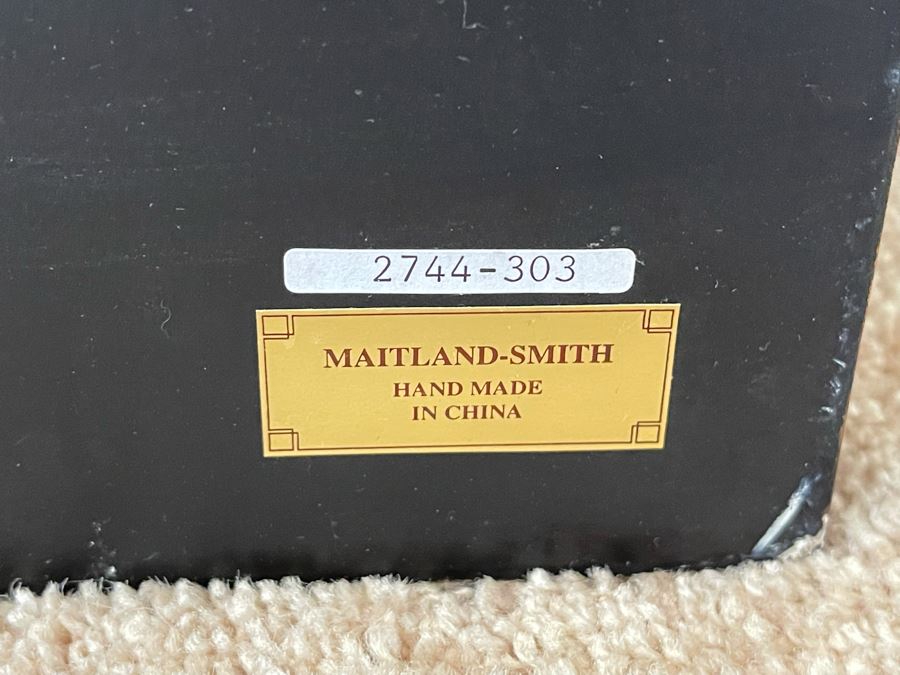 2744-303
MAITLAND-SMITH
HAND MADE
IN CHINA